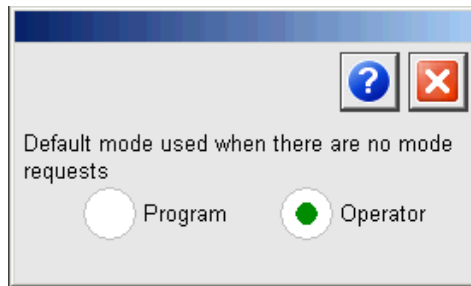 Default mode used when there are no mode
requests
Program Operator